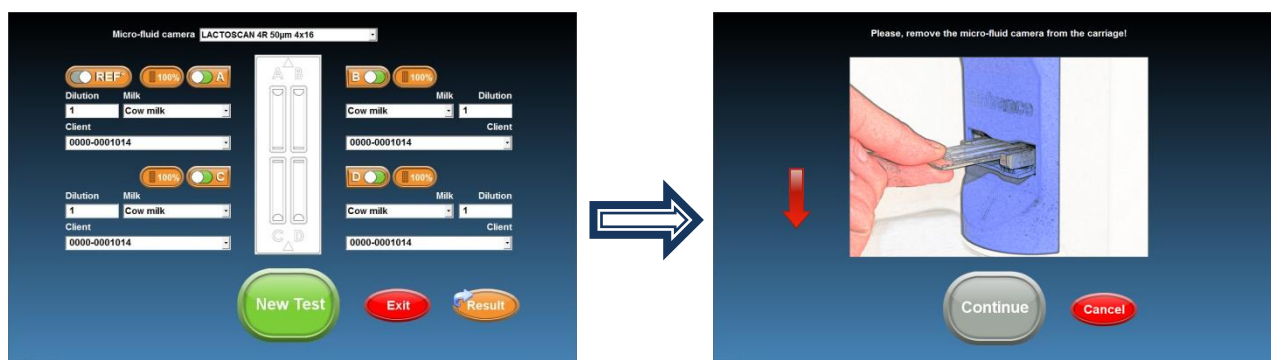 Micro-fluid camera LACTOSCAN 4R 50µm 4x16
REF* 100% A
A B
B 100%
Dilution Milk
1 Cow milk
Client
0000-0001014
Milk Dilution
Cow milk 1
Client
0000-0001014
100% C
D 100%
Dilution Milk
1 Cow milk
Client
0000-0001014
C D
Milk Dilution
Cow milk 1
Client
0000-0001014
New Test
Exit
Result
Please, remove the micro-fluid camera from the carriage!
Continue
Cancel